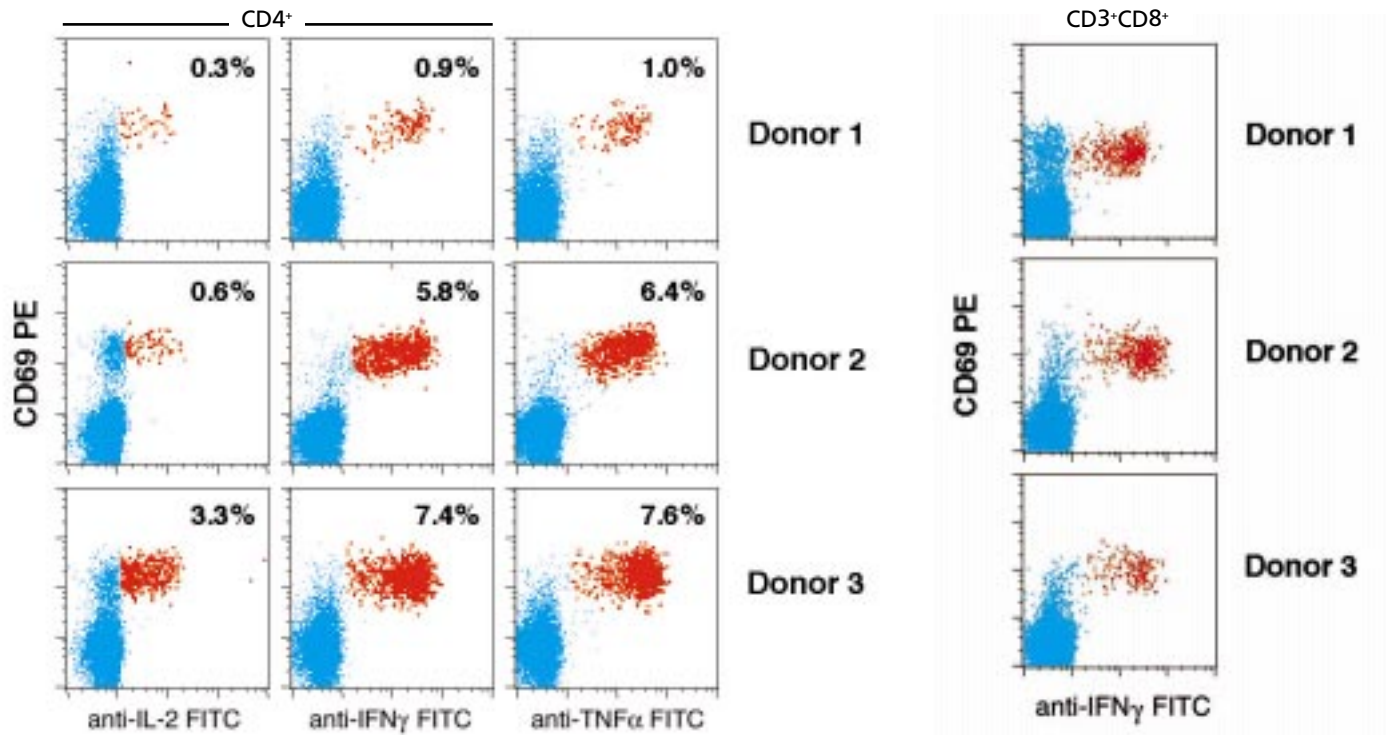 CD4+
CD3+CD8+
0.3%
0.9%
1.0%
Donor 1
Donor 1
CD69 PE
0.6%
5.8%
6.4%
Donor 2
CD69 PE
Donor 2
3.3%
7.4%
7.6%
Donor 3
Donor 3
anti-IL-2 FITC
anti-IFNγ FITC
anti-TNFα FITC
anti-IFNγ FITC